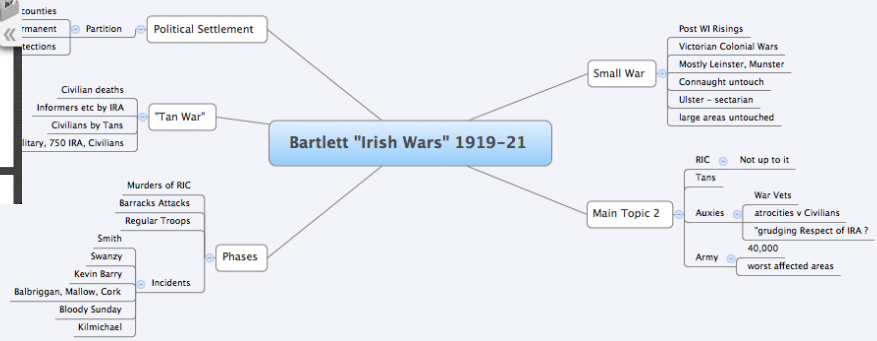 Bartlett "Irish Wars" 1919-21
Political Settlement
Partition
"Tan War"
Civilian deaths
Informers etc by IRA
Civilians by Tans
750 IRA, Civilians
Phases
Murders of RIC
Barracks Attacks
Regular Troops
Incidents
Smith
Swanzy
Kevin Barry
Balbriggan, Mallow, Cork
Bloody Sunday
Kilmichael
Small War
Post WI Risings
Victorian Colonial Wars
Mostly Leinster, Munster
Connaught untouch
Ulster - sectarian
large areas untouched
Main Topic 2
RIC
Not up to it
Tans
Auxies
War Vets
atrocities v Civilians
"grudging Respect of IRA ?
Army
40,000
worst affected areas